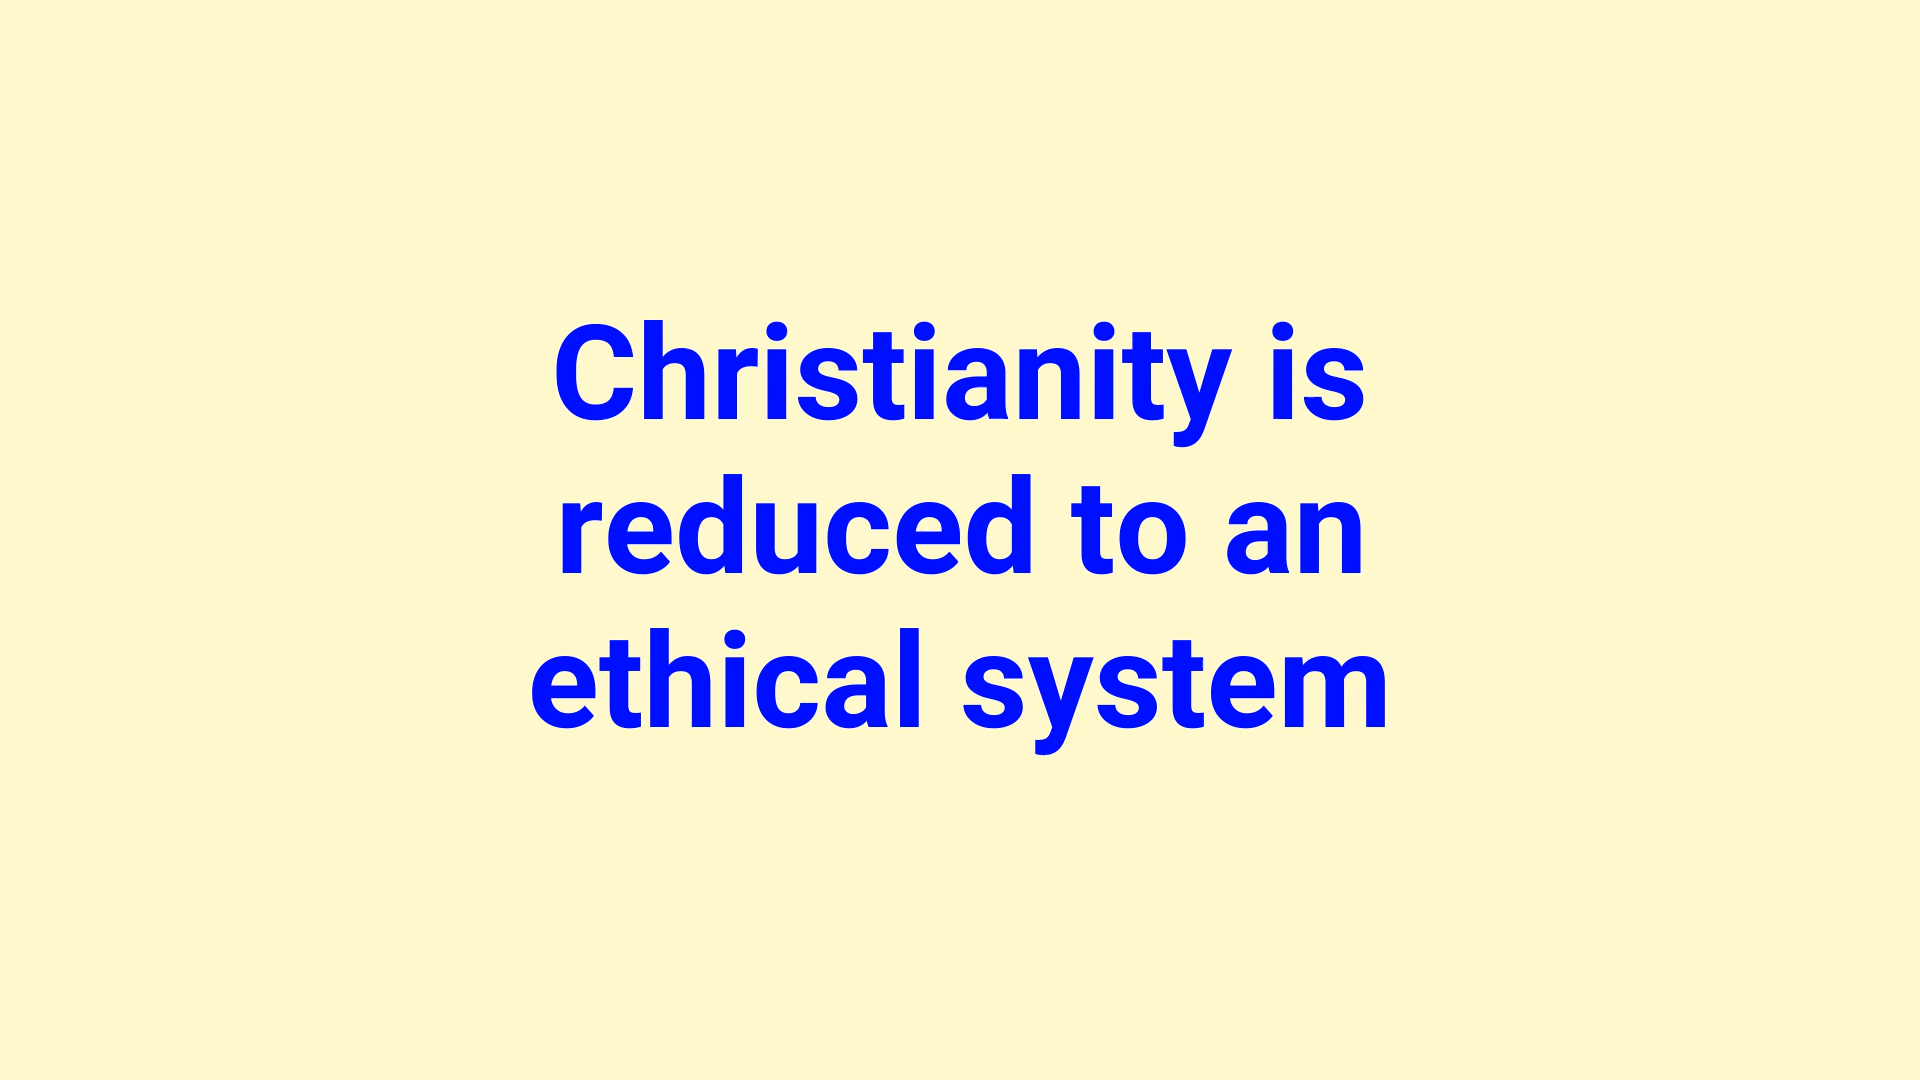 Christianity is
reduced to an
ethical system